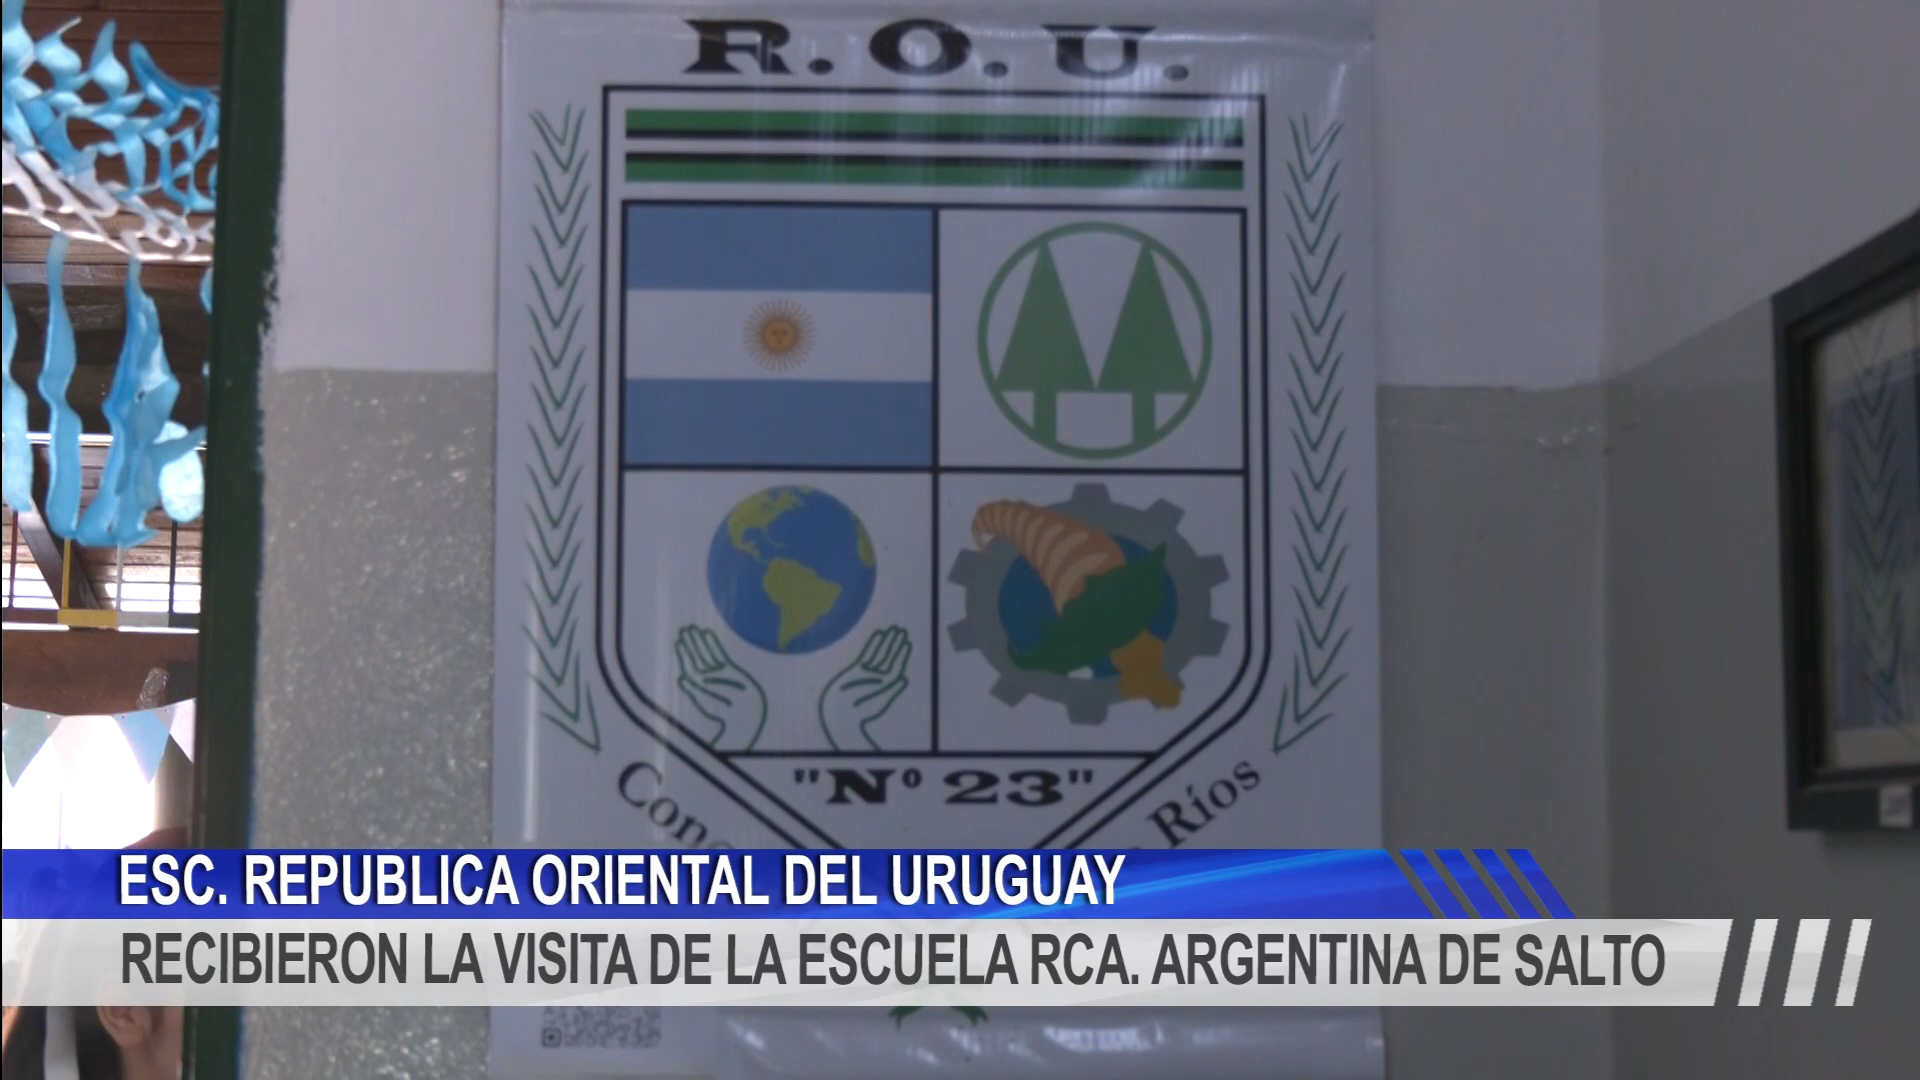 R.O.U.
"Nº 23"
Ríos
ESC. REPUBLICA ORIENTAL DEL URUGUAY
RECIBIERON LA VISITA DE LA ESCUELA RCA. ARGENTINA DE SALTO